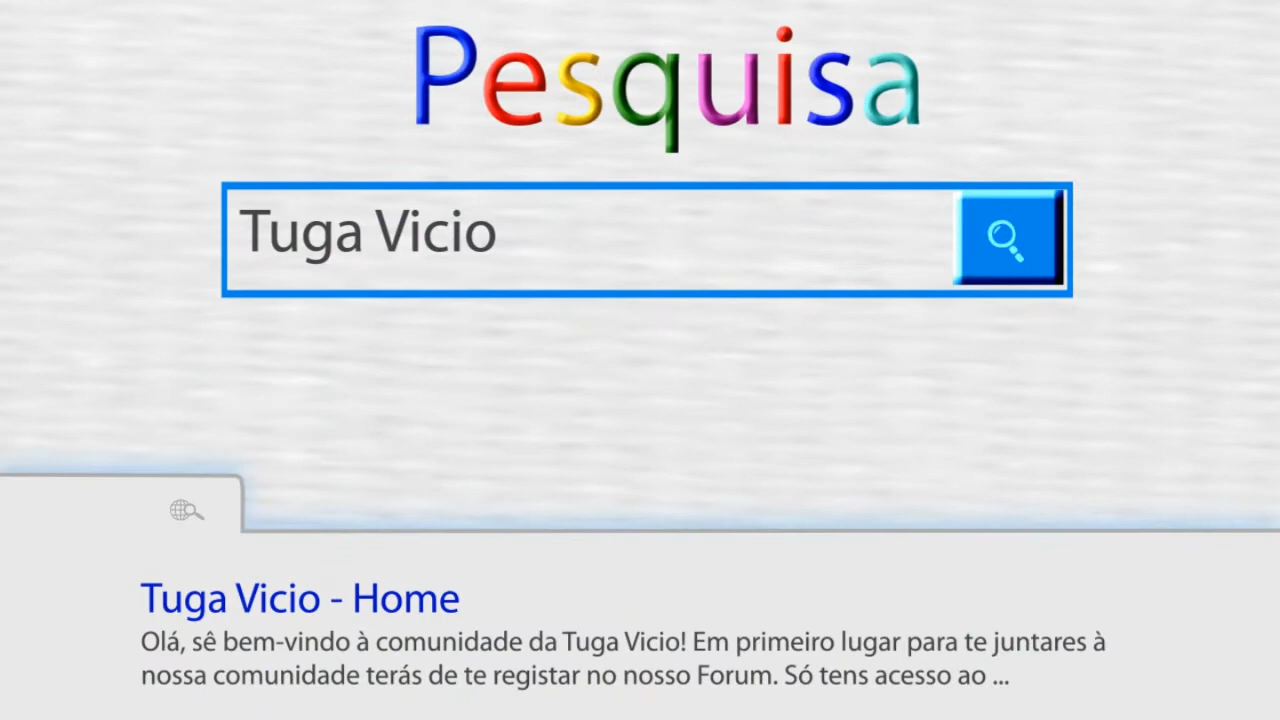 Pesquisa
Tuga Vicio
Tuga Vicio - Home
Olá, sê bem-vindo à comunidade da Tuga Vicio! Em primeiro lugar para te juntares à
nossa comunidade terás de te registar no nosso Forum. Só tens acesso ao ...